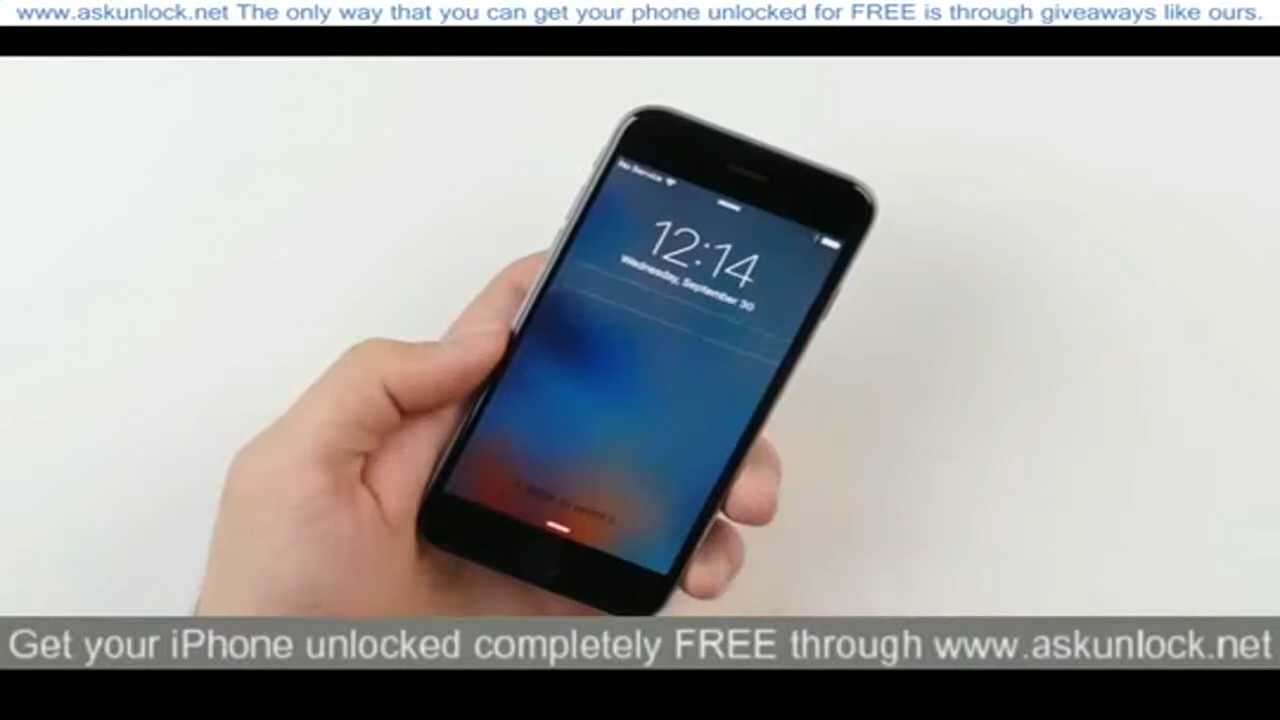 www.askunlock.net The only way that you can get your phone unlocked for FREE is through giveaways like ours.
No Service
12:14
Wednesday, September 30
Get your iPhone unlocked completely FREE through www.askunlock.net